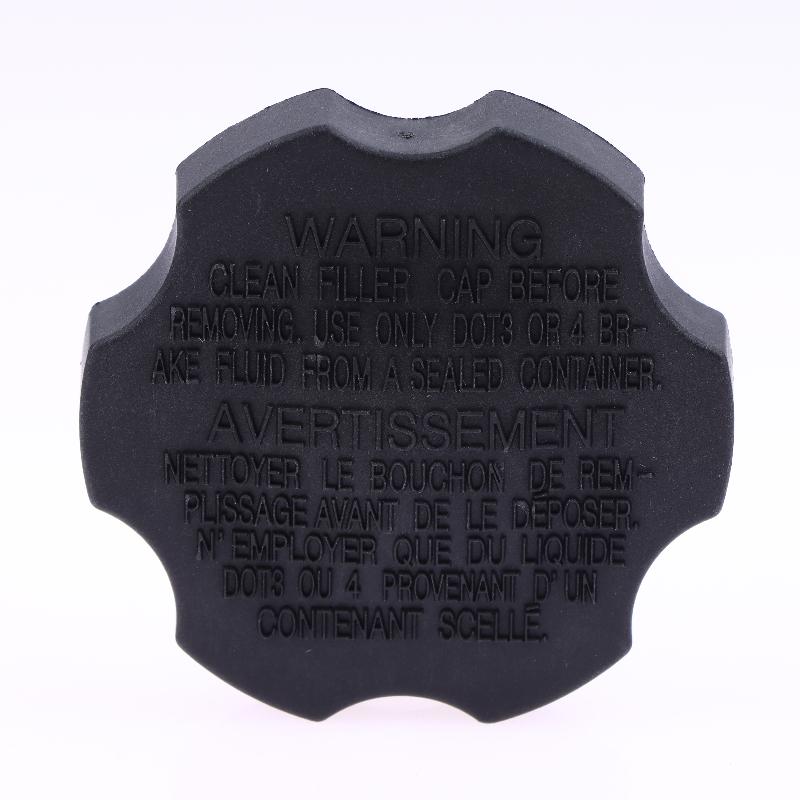 WARNING
CLEAN FILLER CAP BEFORE
REMOVING. USE ONLY DOT3 OR 4 BR-
AKE FLUID FROM A SEALED CONTAINER.
AVERTISSEMENT
NETTOYER LE BOUCHON DE REM-
PLISSAGE AVANT DE LE DÉPOSER.
N' EMPLOYER QUE DU LIQUIDE
DOT3 OU 4 PROVENANT D' UN
CONTENANT SCELLÉ.